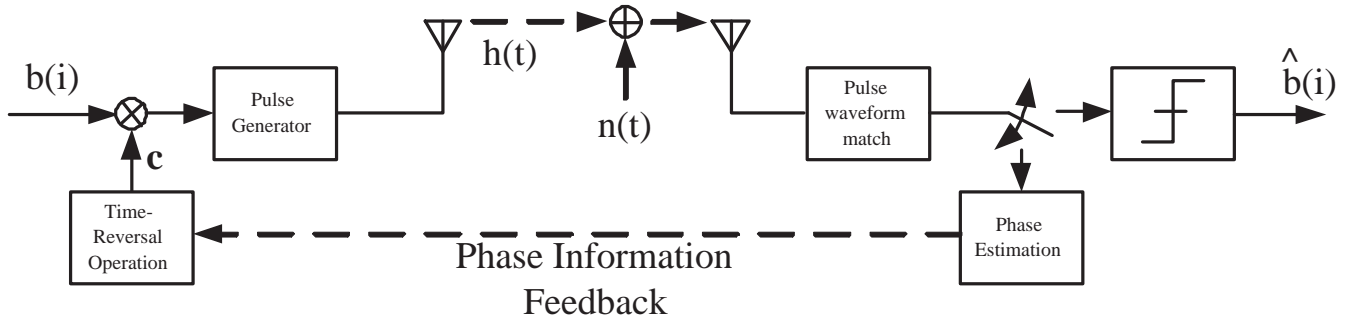 b(i)
Pulse
Generator
h(t)
n(t)
Pulse
waveform
match
^
b(i)
c
Time-
Reversal
Operation
Phase
Estimation
Phase Information
Feedback